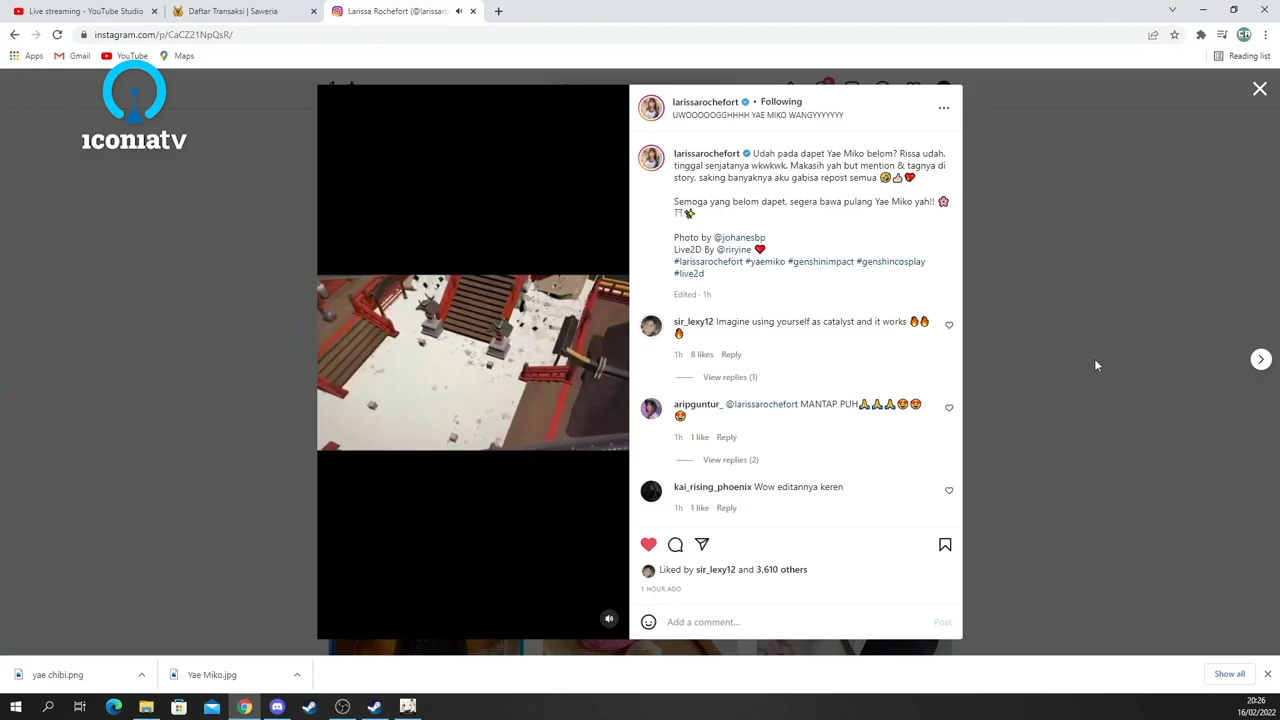 Live streaming - YouTube Studio
Daftar Transaksi | Saweria
Larissa Rochefort (@larissaro
instagram.com/p/CaCZ21NpQsR/
Apps
Gmail
YouTube
Maps
Reading list
ıconıatv
larissarochefort • Following
UWOOOOOGGHHHH YAE MIKO WANGYYYYYYY
larissarochefort Udah pada dapet Yae Miko belom? Rissa udah,
tinggal senjatanya wkwkwk. Makasih yah but mention & tagnya di
story, saking banyaknya aku gabisa repost semua 🤣👍💖
Semoga yang belom dapet, segera bawa pulang Yae Miko yah!! 🌸
⛩✨
Photo by @johanesbp
Live2D By @riryine ❤️
#larissarochefort #yaemiko #genshinimpact #genshincosplay
#live2d
Edited · 1h
sir_lexy12 Imagine using yourself as catalyst and it works 🔥🔥
🔥
1h 8 likes Reply
View replies (1)
aripguntur_ @larissarochefort MANTAP PUH🙏🙏🙏🤩🤩
🤩
1h 1 like Reply
View replies (2)
kai_rising_phoenix Wow editannya keren
1h 1 like Reply
Liked by sir_lexy12 and 3,610 others
1 HOUR AGO
Add a comment...
Post
yae chibi.png
Yae Miko.jpg
Show all
20:26
16/02/2022